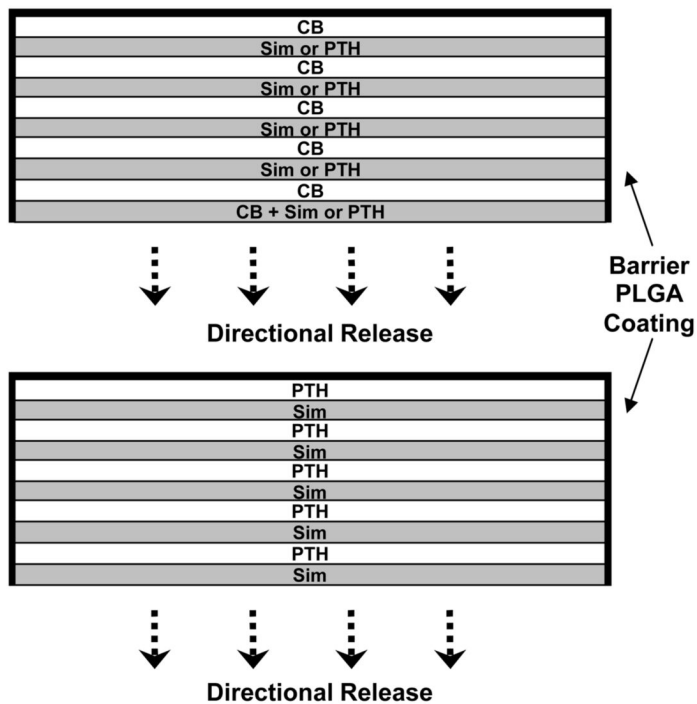 CB
Sim or PTH
CB
Sim or PTH
CB
Sim or PTH
CB
Sim or PTH
CB
CB + Sim or PTH
Directional Release
Barrier
PLGA
Coating
PTH
Sim
PTH
Sim
PTH
Sim
PTH
Sim
PTH
Sim
Directional Release